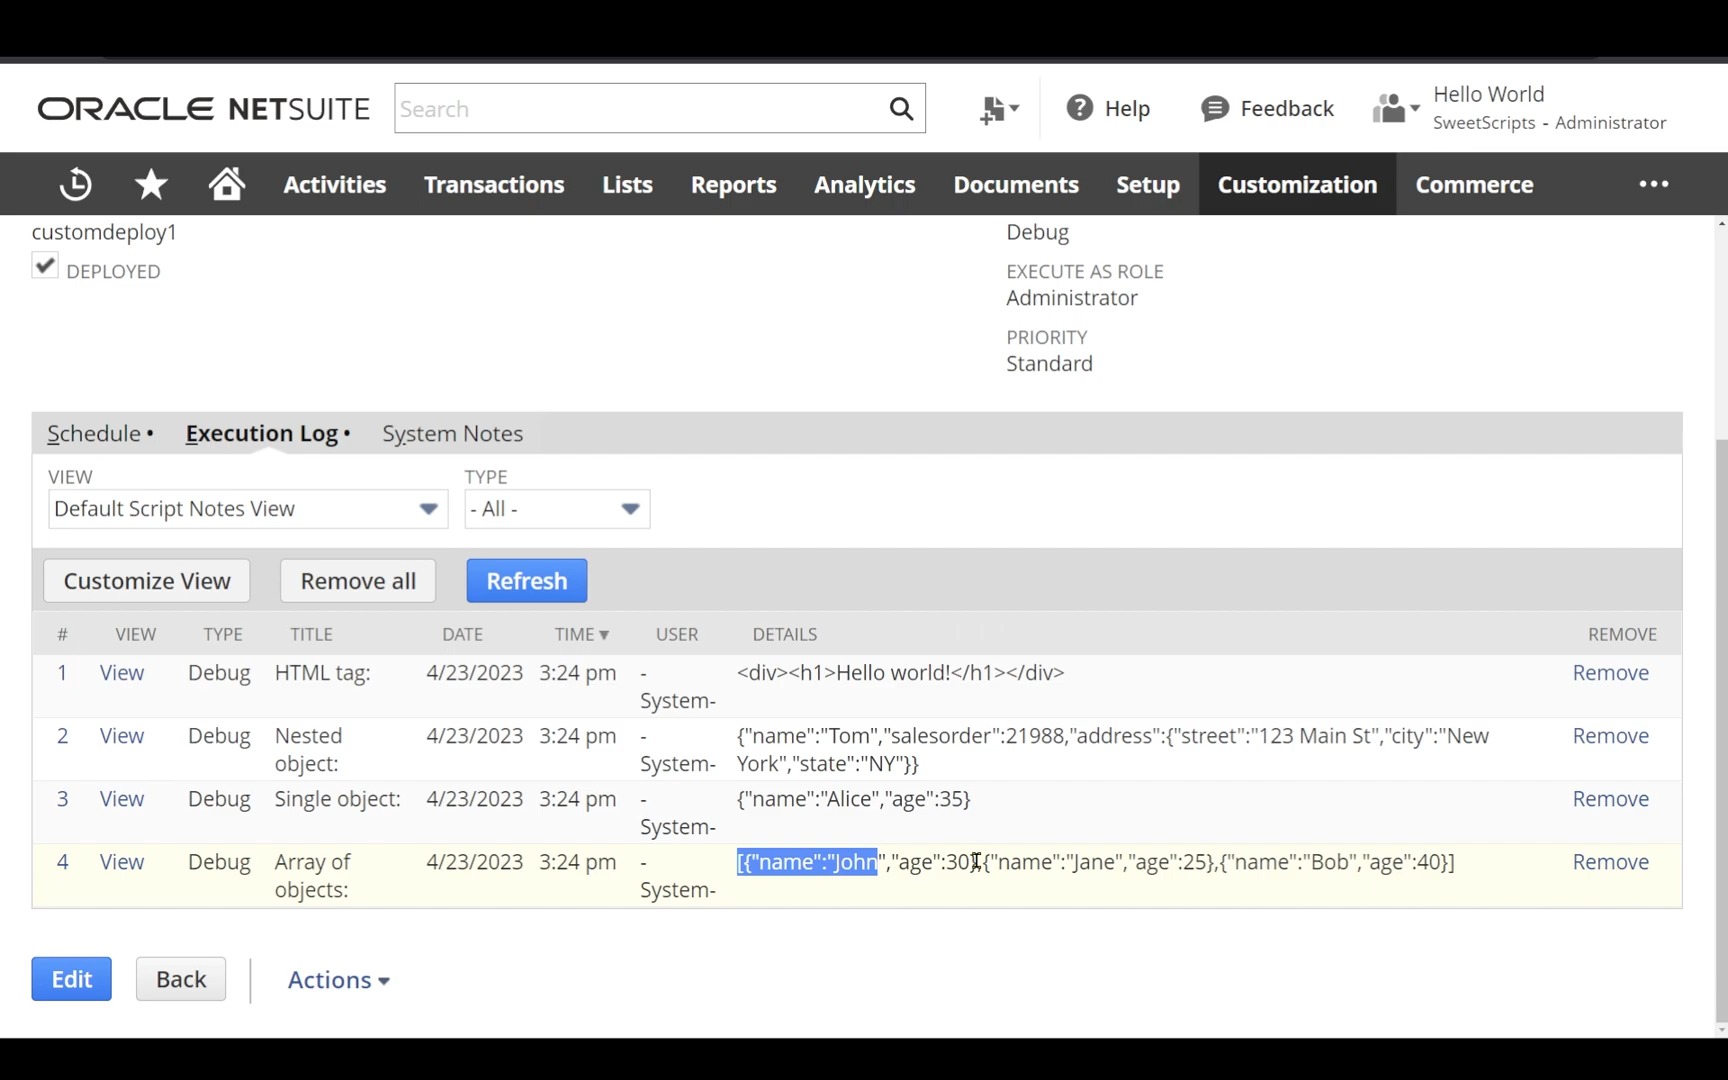 ORACLE NETSUITE
Search
Help
Feedback
Hello World
SweetScripts - Administrator
Activities
Transactions
Lists
Reports
Analytics
Documents
Setup
Customization
Commerce
customdeploy1
DEPLOYED
Debug
EXECUTE AS ROLE
Administrator
PRIORITY
Standard
Schedule •
Execution Log •
System Notes
VIEW
TYPE
Default Script Notes View
- All -
Customize View
Remove all
Refresh
# VIEW TYPE TITLE DATE TIME ▼ USER DETAILS REMOVE
1 View Debug HTML tag: 4/23/2023 3:24 pm - <div><h1>Hello world!</h1></div> Remove
System-
2 View Debug Nested 4/23/2023 3:24 pm - {"name":"Tom","salesorder":21988,"address":{"street":"123 Main St","city":"New Remove
object: System- York","state":"NY"}}
3 View Debug Single object: 4/23/2023 3:24 pm - {"name":"Alice","age":35} Remove
System-
4 View Debug Array of 4/23/2023 3:24 pm - [{"name":"John","age":30},{"name":"Jane","age":25},{"name":"Bob","age":40}] Remove
objects: System-
Edit
Back
Actions